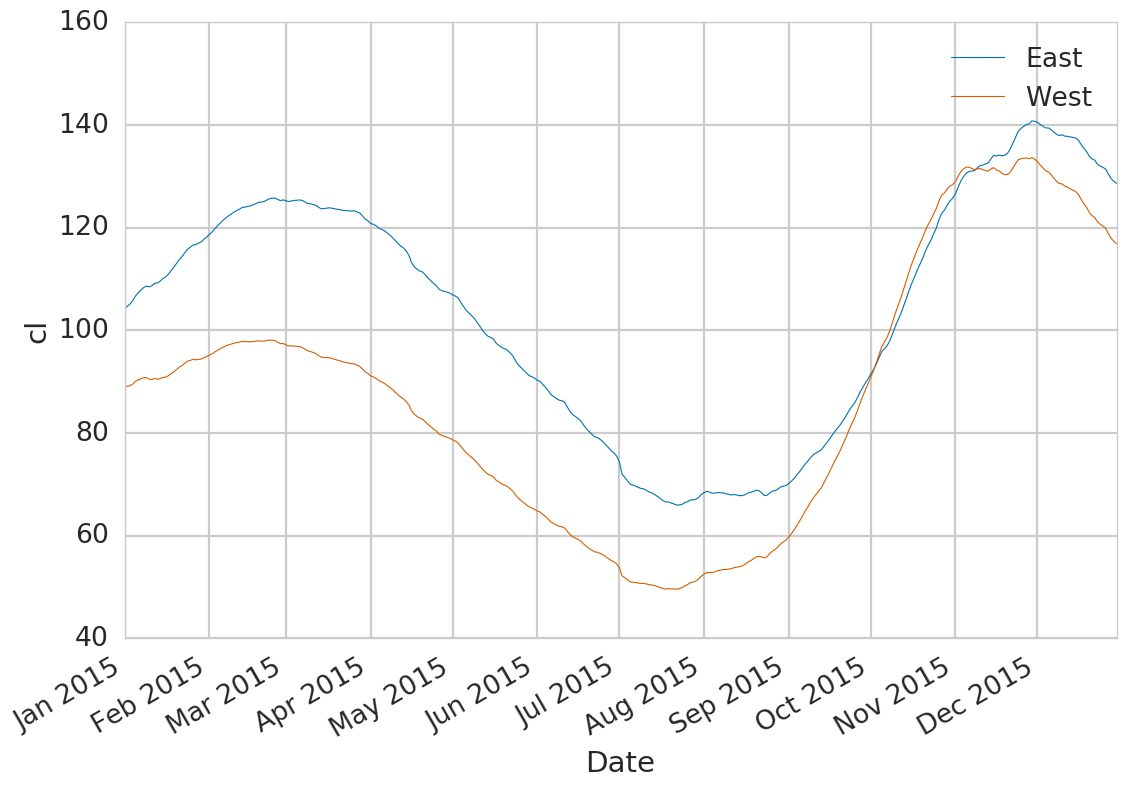 160
140
120
100
80
60
40
cl
East
West
Jan 2015
Feb 2015
Mar 2015
Apr 2015
May 2015
Jun 2015
Jul 2015
Aug 2015
Sep 2015
Oct 2015
Nov 2015
Dec 2015
Date